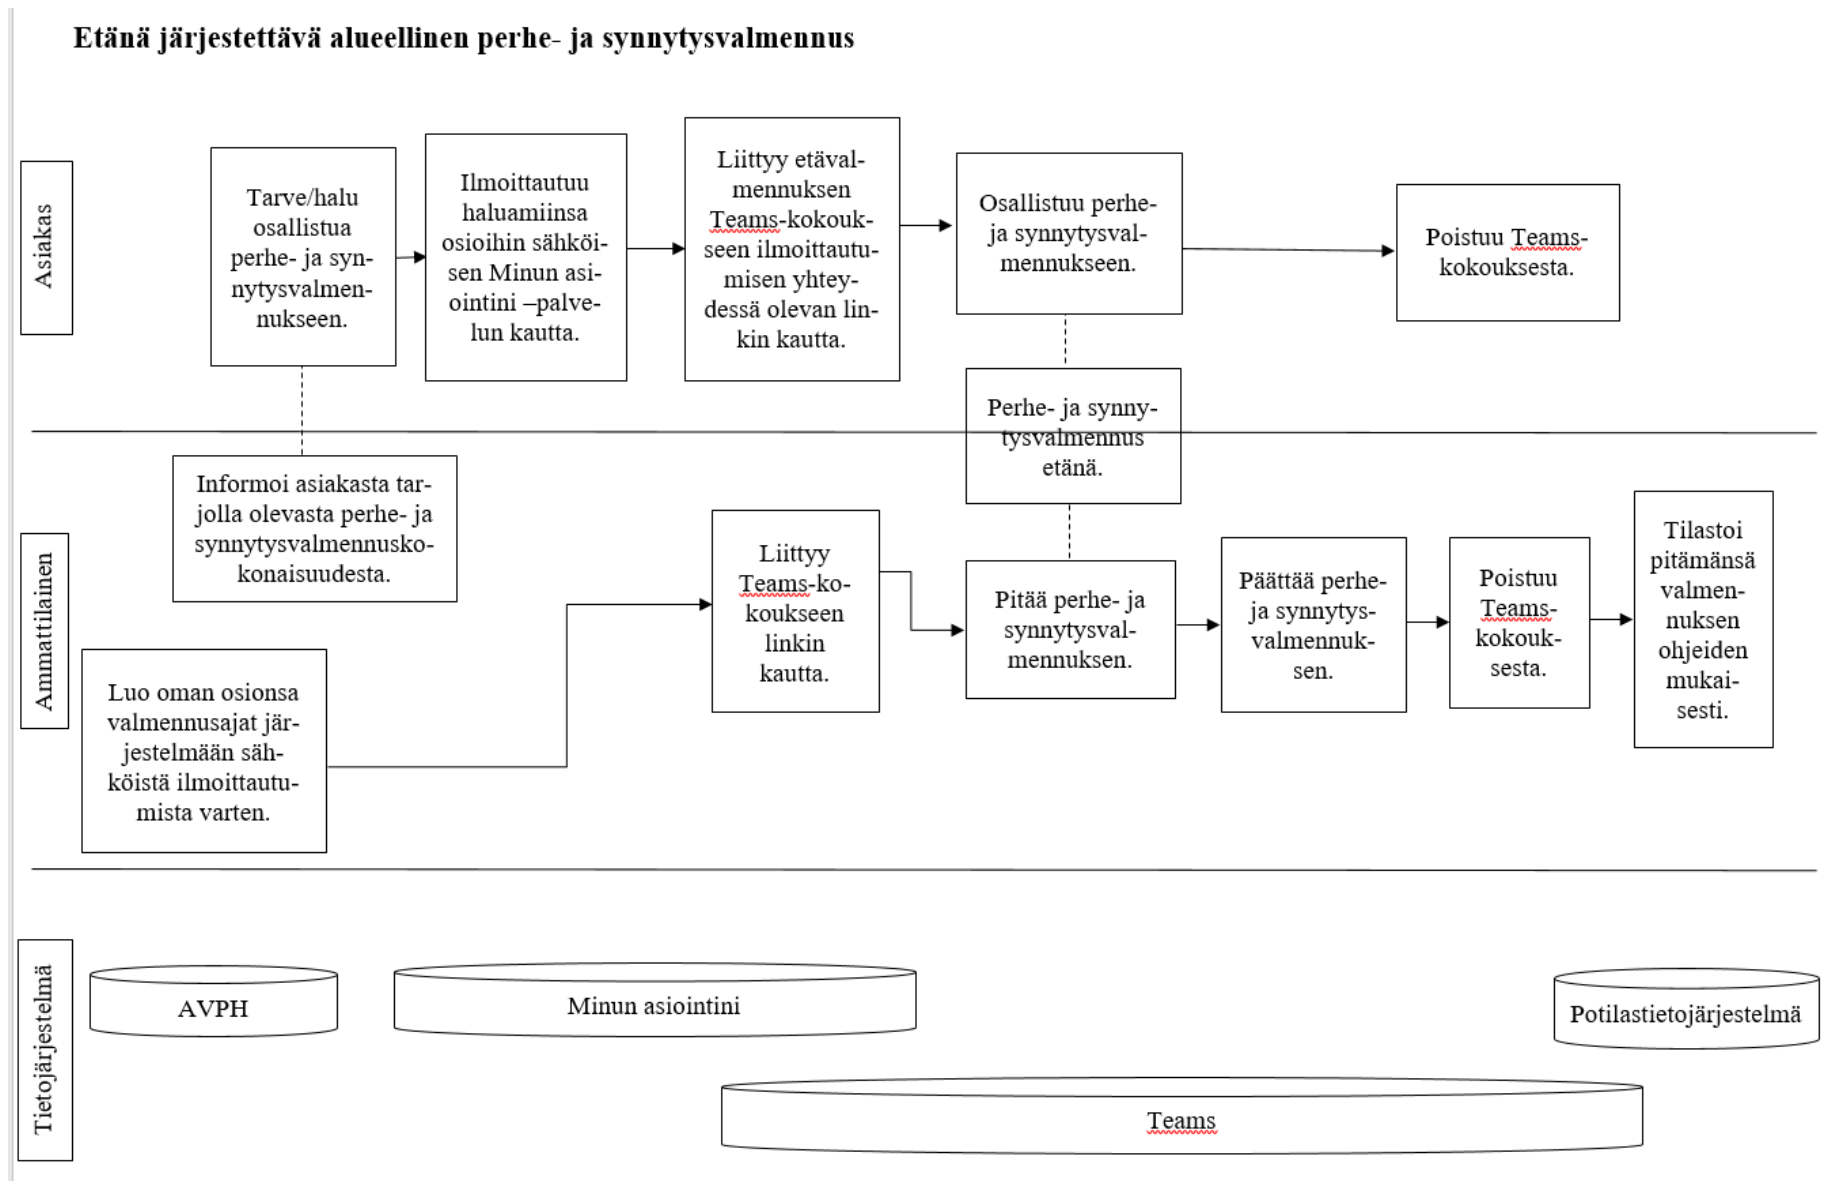 Etänä järjestettävä alueellinen perhe- ja synnytysvalmennus
Asiakas
Tarve/halu
osallistua
perhe- ja syn-
nytysvalmen-
nukseen.
Ilmoittautuu
haluamiinsa
osioihin sähköi-
sen Minun asi-
ointini –palve-
lun kautta.
Liittyy etäval-
mennuksen
Teams-kokouk-
seen ilmoittautu-
misen yhtey-
dessä olevan lin-
kin kautta.
Osallistuu perhe-
ja synnytysval-
mennukseen.
Poistuu Teams-
kokouksesta.
Perhe- ja synny-
tysvalmennus
etänä.
Ammattilainen
Informoi asiakasta tar-
jolla olevasta perhe- ja
synnytysvalmennusko-
konaisuudesta.
Luo oman osionsa
valmennusajat jär-
jestelmään säh-
köistä ilmoittautu-
mista varten.
Liittyy
Teams-ko-
koukseen
linkin
kautta.
Pitää perhe- ja
synnytysval-
mennuksen.
Päättää perhe-
ja synnytys-
valmennuk-
sen.
Poistuu
Teams-
kokouk-
sesta.
Tilastoi
pitämänsä
valmen-
nuksen
ohjeiden
mukai-
sesti.
Tietojärjestelmä
AVPH
Minun asiointini
Potilastietojärjestelmä
Teams